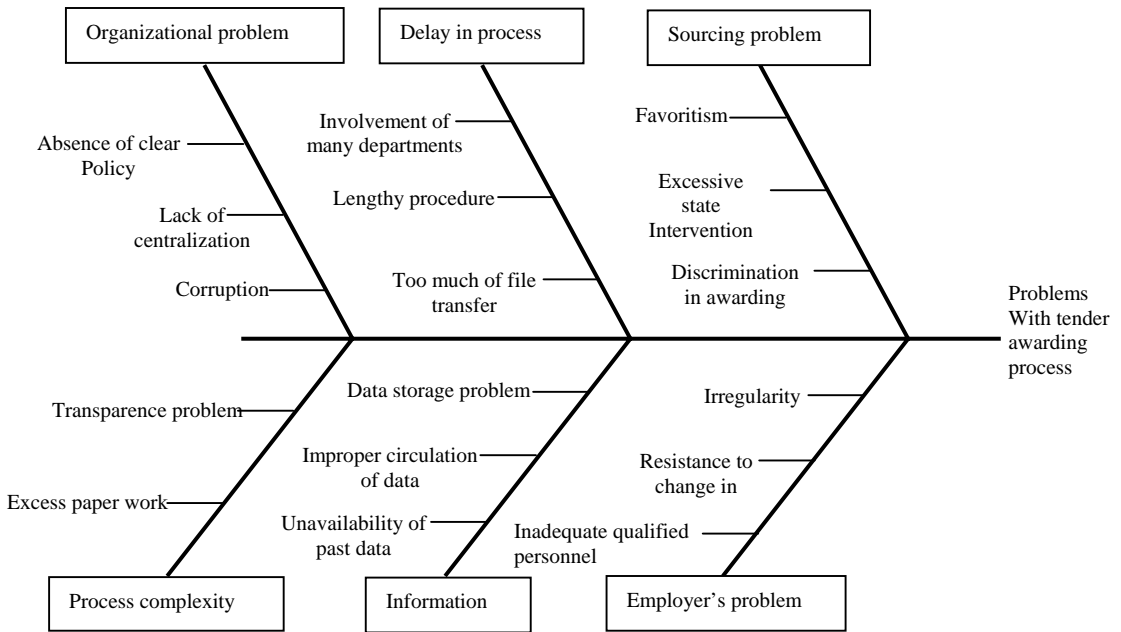 Organizational problem
Delay in process
Sourcing problem
Absence of clear
Policy
Lack of
centralization
Corruption
Involvement of
many departments
Lengthy procedure
Too much of file
transfer
Favoritism
Excessive
state
Intervention
Discrimination
in awarding
Problems
With tender
awarding
process
Transparence problem
Excess paper work
Data storage problem
Improper circulation
of data
Unavailability of
past data
Irregularity
Resistance to
change in
Inadequate qualified
personnel
Process complexity
Information
Employer’s problem